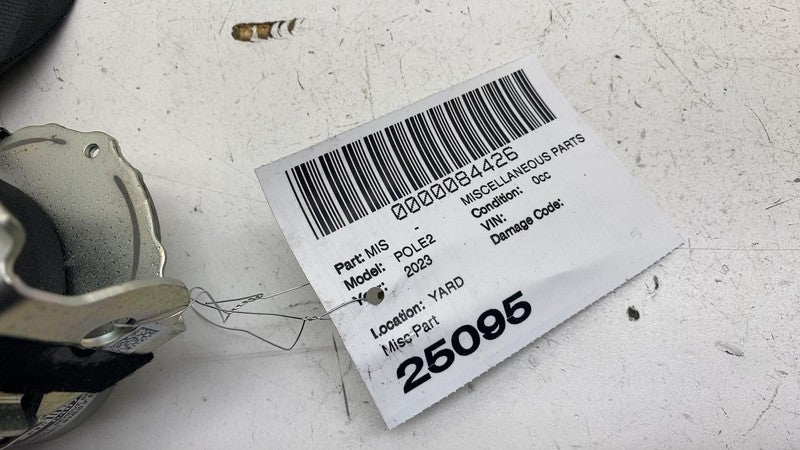 0000084426
Part: MIS - MISCELLANEOUS PARTS
Model: POLE2 Condition: 0cc
2023 VIN:
Damage Code:
Location: YARD
Misc Part
25095